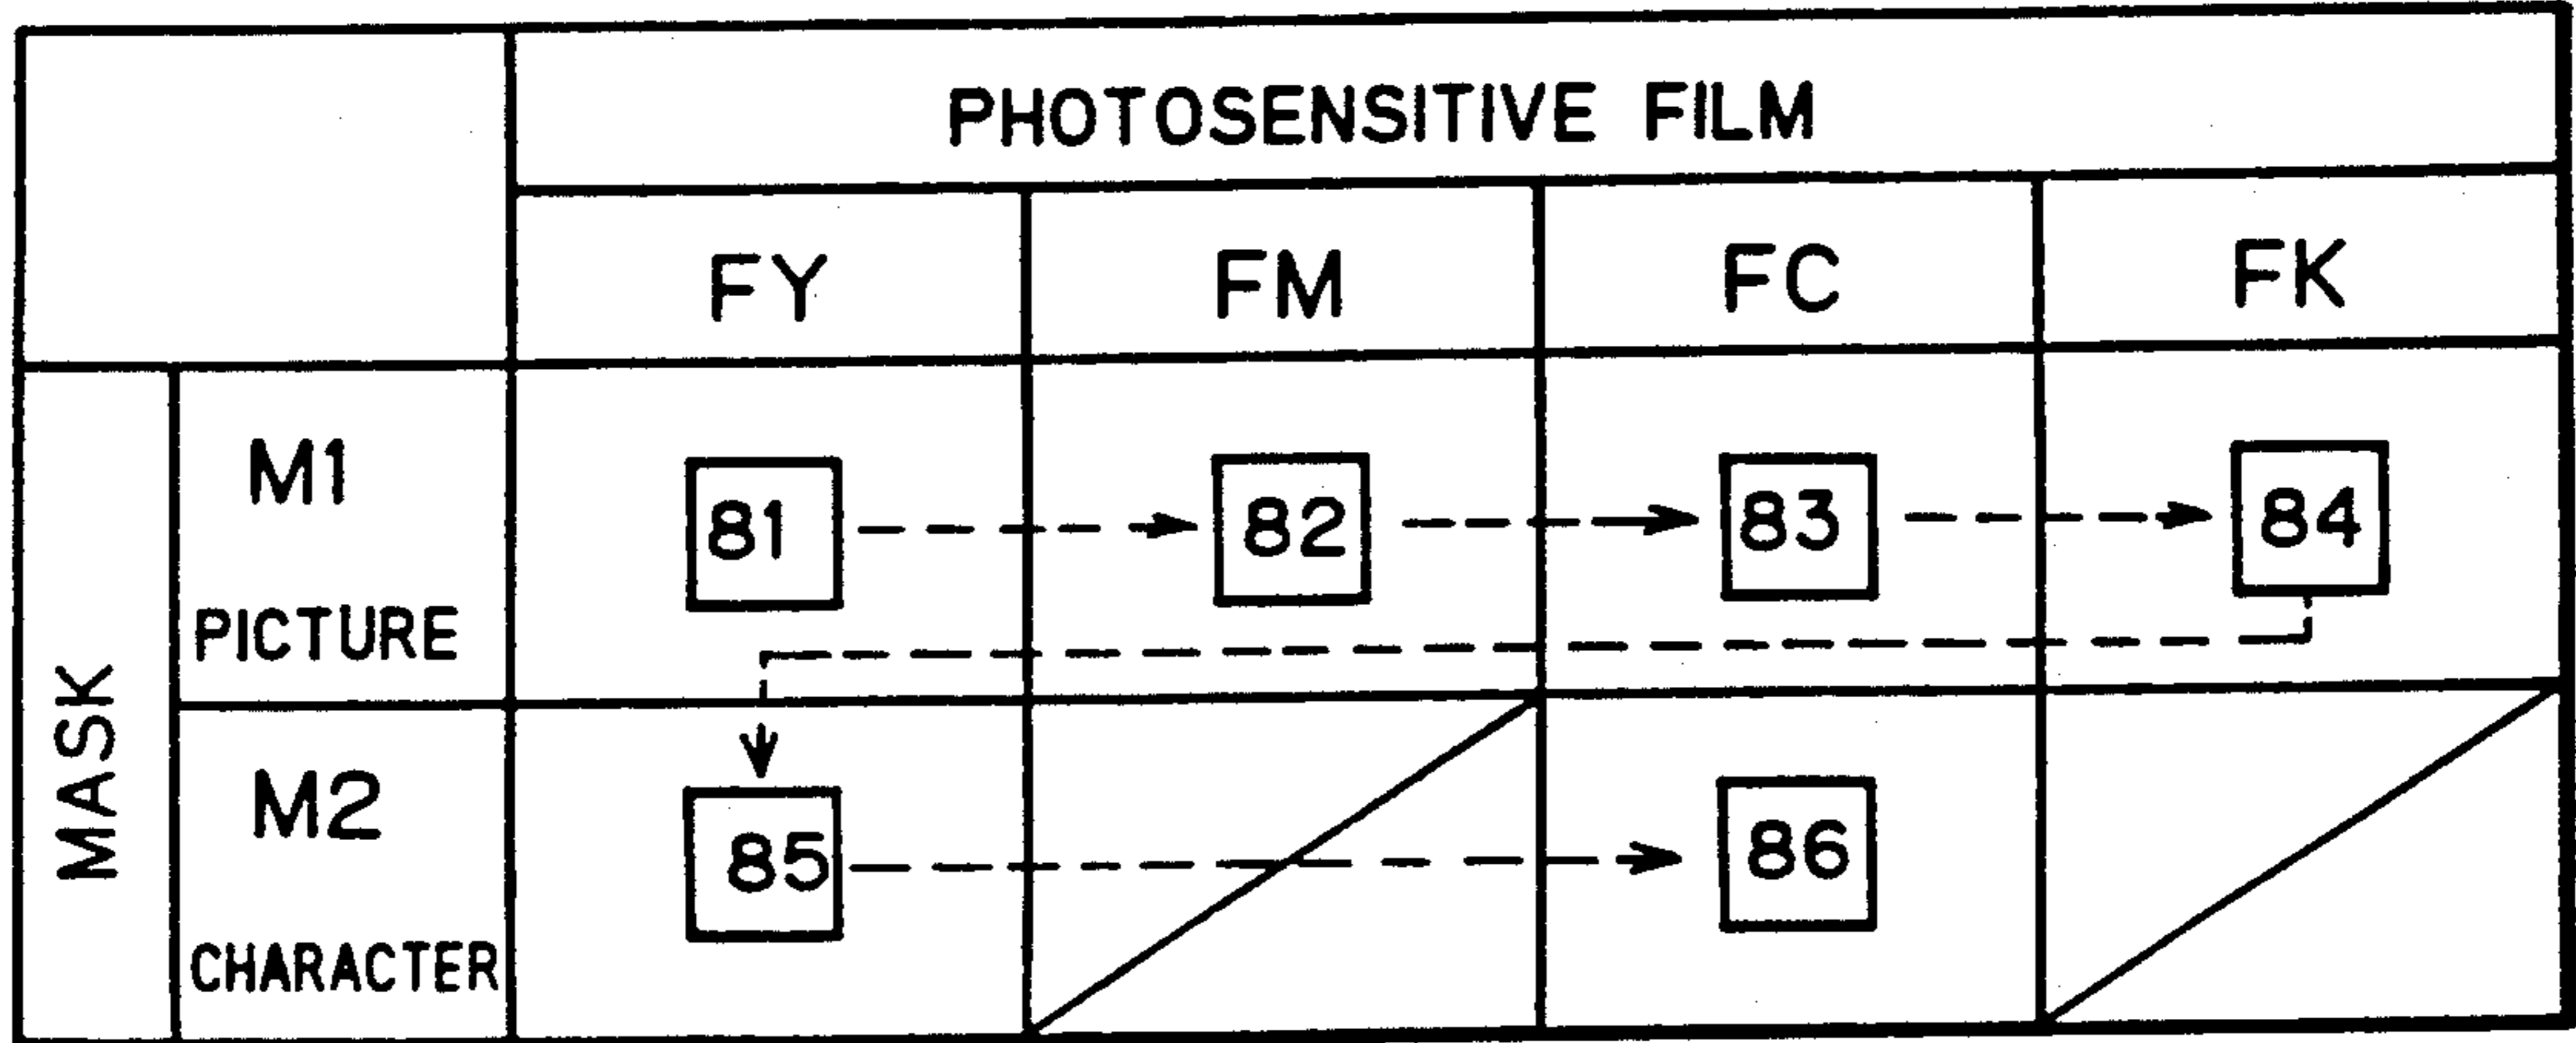 PHOTOSENSITIVE FILM
FY FM FC FK
MASK
M1
PICTURE
81 82 83 84
M2
CHARACTER
85 86